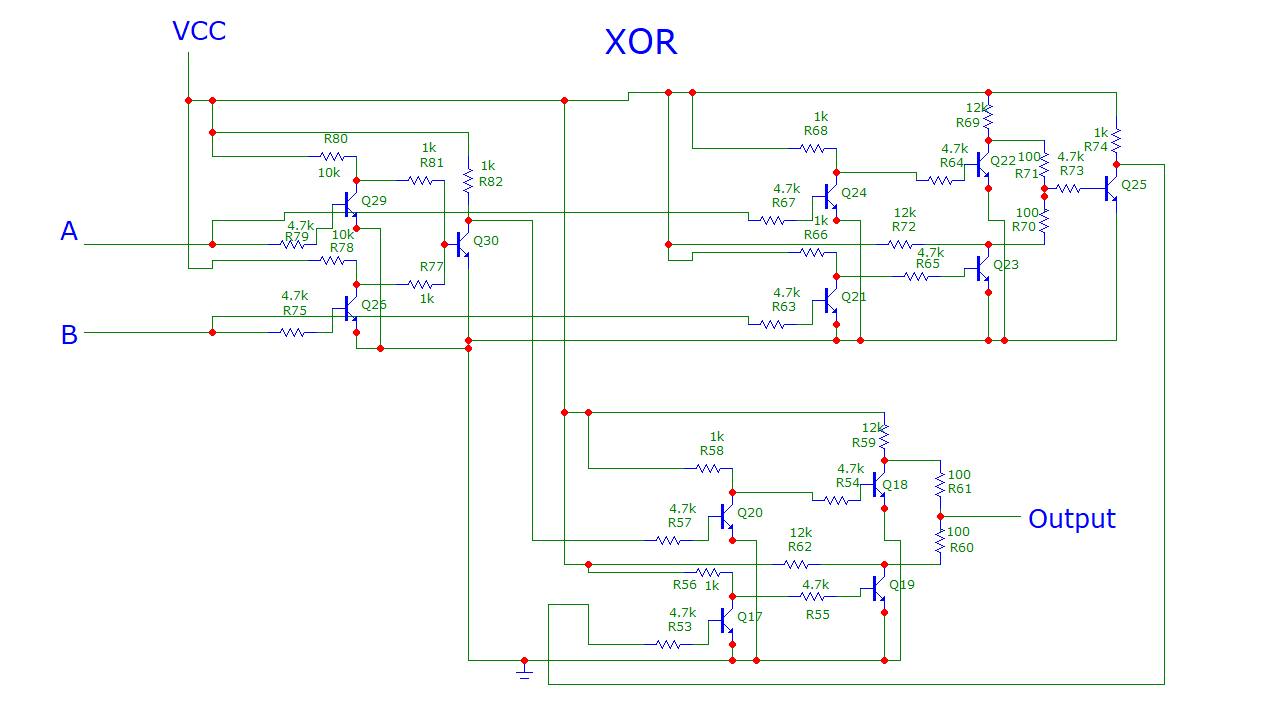 VCC
XOR
12k
R69
1k
R68
1k
R74
R80
10k
1k
R81
1k
R82
4.7k
R64
Q22
100
R71
4.7k
R73
Q25
Q29
4.7k
R67
Q24
A
4.7k
R79
10k
R78
Q30
1k
R66
12k
R72
100
R70
4.7k
R65
Q23
R77
1k
4.7k
R75
Q26
4.7k
R63
Q21
B
12k
R59
1k
R58
4.7k
R54
Q18
100
R61
4.7k
R57
Q20
Output
12k
R62
100
R60
R56
1k
4.7k
R55
Q19
4.7k
R53
Q17